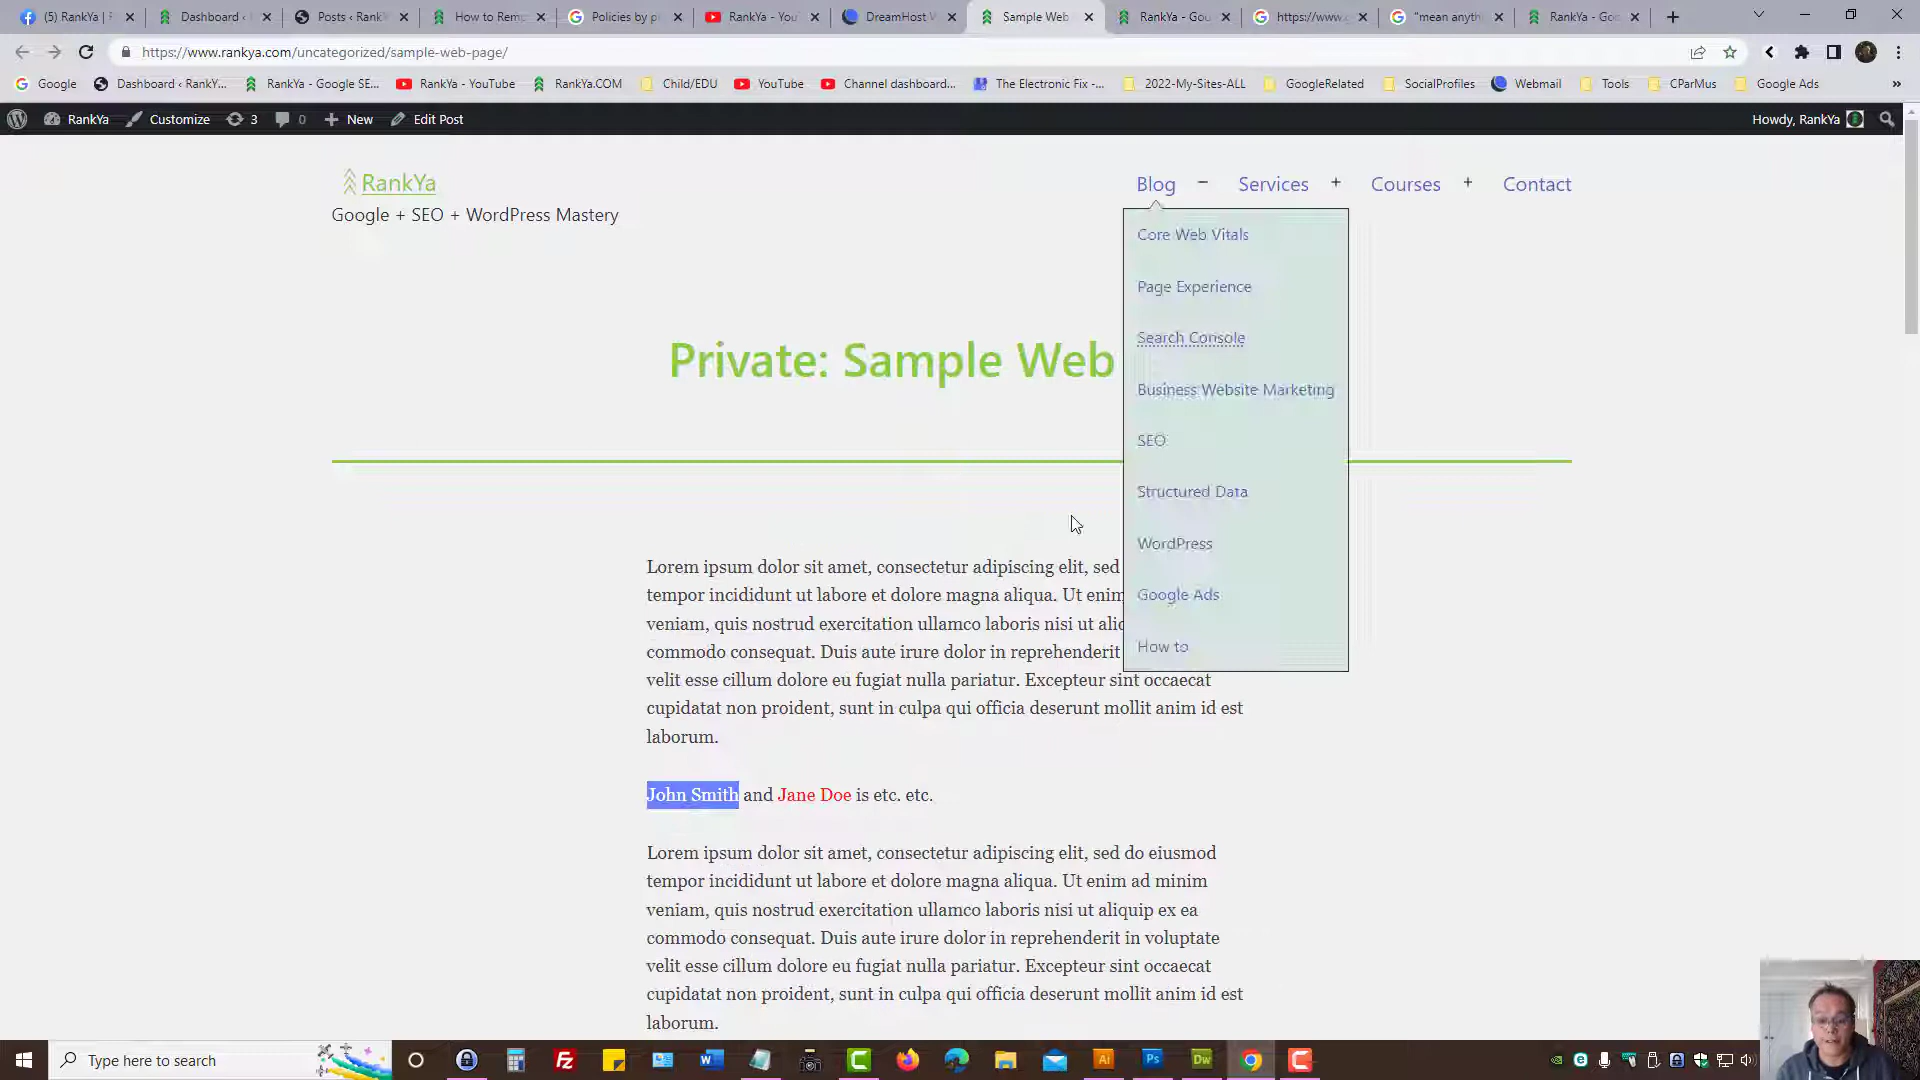 (5) RankYa | F
Dashboard ‹
Posts ‹ RankY
How to Remo
Policies by p
RankYa - You
DreamHost W
Sample Web
RankYa - Goo
https://www.
"mean anyth
RankYa - Goo
https://www.rankya.com/uncategorized/sample-web-page/
Google
Dashboard ‹ RankY...
RankYa - Google SE...
RankYa - YouTube
RankYa.COM
Child/EDU
YouTube
Channel dashboard...
The Electronic Fix -...
2022-My-Sites-ALL
GoogleRelated
SocialProfiles
Webmail
Tools
CParMus
Google Ads
»
RankYa
Customize
3
0
New
Edit Post
Howdy, RankYa
RankYa
Google + SEO + WordPress Mastery
Blog − Services + Courses + Contact
Core Web Vitals
Page Experience
Search Console
Business Website Marketing
SEO
Structured Data
WordPress
Google Ads
How to
Private: Sample Web
Lorem ipsum dolor sit amet, consectetur adipiscing elit, sed
tempor incididunt ut labore et dolore magna aliqua. Ut enim
veniam, quis nostrud exercitation ullamco laboris nisi ut aliq
commodo consequat. Duis aute irure dolor in reprehenderit
velit esse cillum dolore eu fugiat nulla pariatur. Excepteur sint occaecat
cupidatat non proident, sunt in culpa qui officia deserunt mollit anim id est
laborum.
John Smith and Jane Doe is etc. etc.
Lorem ipsum dolor sit amet, consectetur adipiscing elit, sed do eiusmod
tempor incididunt ut labore et dolore magna aliqua. Ut enim ad minim
veniam, quis nostrud exercitation ullamco laboris nisi ut aliquip ex ea
commodo consequat. Duis aute irure dolor in reprehenderit in voluptate
velit esse cillum dolore eu fugiat nulla pariatur. Excepteur sint occaecat
cupidatat non proident, sunt in culpa qui officia deserunt mollit anim id est
laborum.
Type here to search
Fz
W
Ai
Ps
Dw